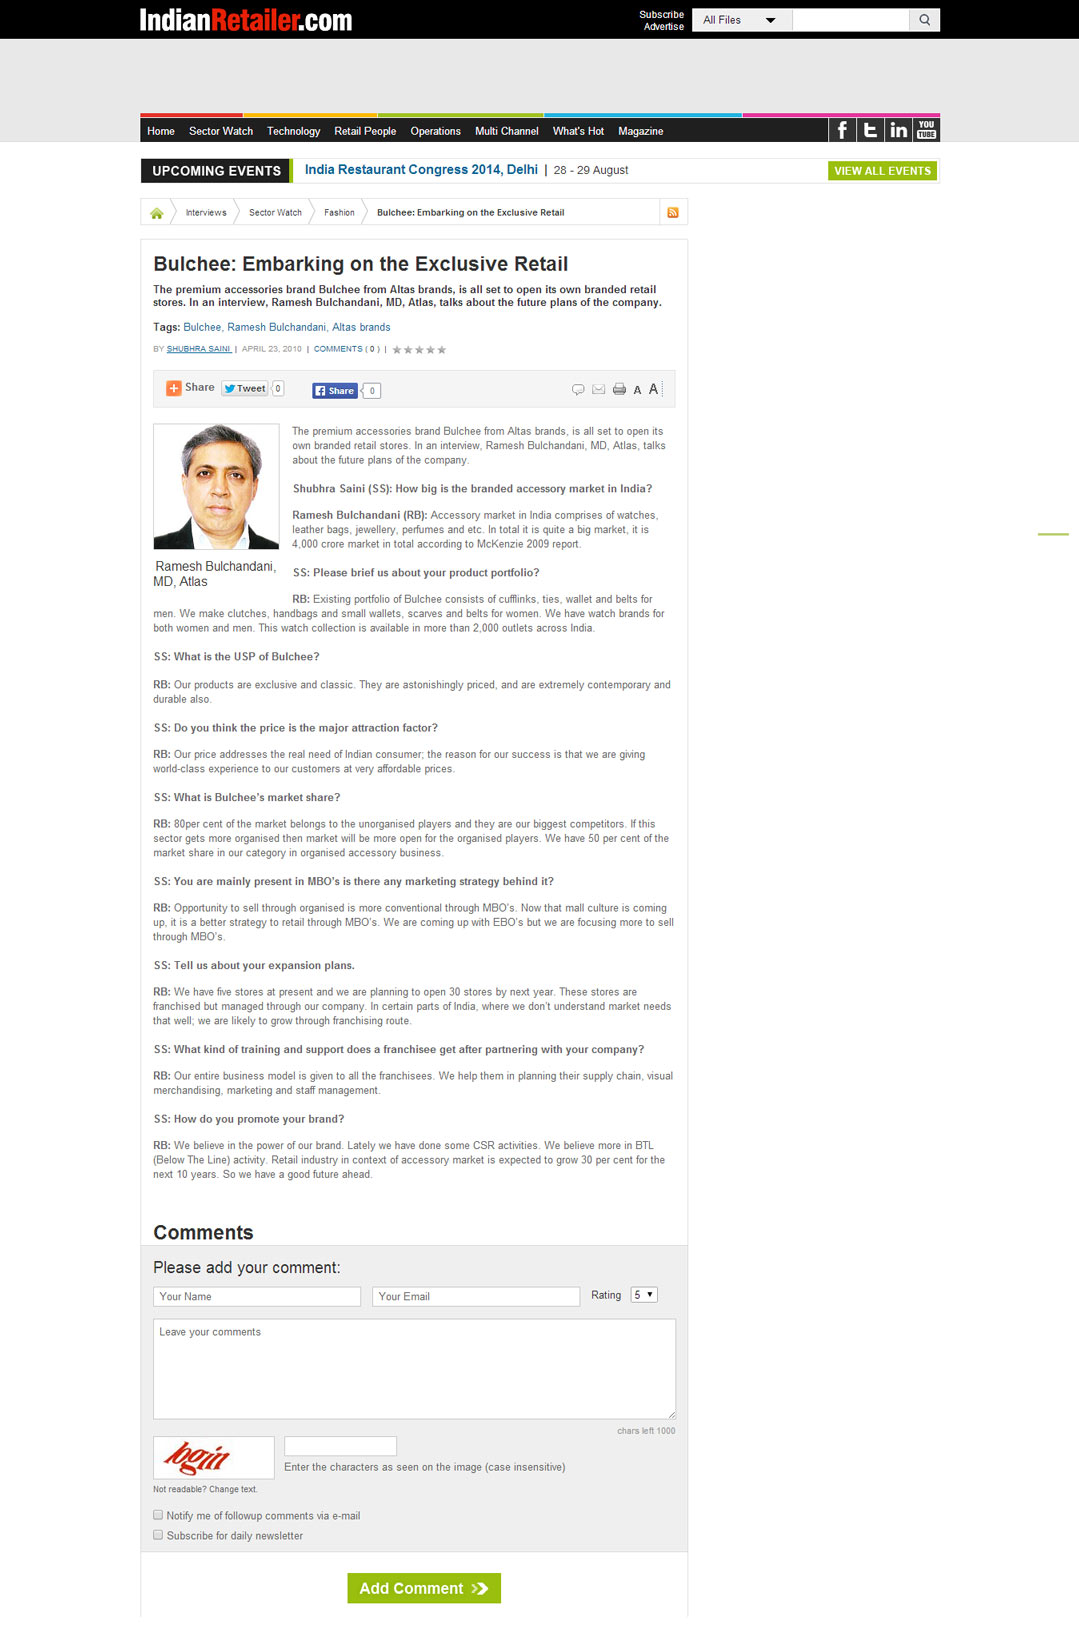 IndianRetailer.com
Subscribe
Advertise
All Files
Home Sector Watch Technology Retail People Operations Multi Channel What's Hot Magazine
f t in YOU TUBE
UPCOMING EVENTS India Restaurant Congress 2014, Delhi | 28 - 29 August VIEW ALL EVENTS
Interviews Sector Watch Fashion Bulchee: Embarking on the Exclusive Retail
Bulchee: Embarking on the Exclusive Retail
The premium accessories brand Bulchee from Altas brands, is all set to open its own branded retail
stores. In an interview, Ramesh Bulchandani, MD, Atlas, talks about the future plans of the company.
Tags: Bulchee, Ramesh Bulchandani, Altas brands
BY SHUBHRA SAINI | APRIL 23, 2010 | COMMENTS ( 0 ) |
Share Tweet 0 Share 0 A A
The premium accessories brand Bulchee from Altas brands, is all set to open its
own branded retail stores. In an interview, Ramesh Bulchandani, MD, Atlas, talks
about the future plans of the company.
Shubhra Saini (SS): How big is the branded accessory market in India?
Ramesh Bulchandani (RB): Accessory market in India comprises of watches,
leather bags, jewellery, perfumes and etc. In total it is quite a big market, it is
4,000 crore market in total according to McKenzie 2009 report.
Ramesh Bulchandani,
MD, Atlas
SS: Please brief us about your product portfolio?
RB: Existing portfolio of Bulchee consists of cufflinks, ties, wallet and belts for
men. We make clutches, handbags and small wallets, scarves and belts for women. We have watch brands for
both women and men. This watch collection is available in more than 2,000 outlets across India.
SS: What is the USP of Bulchee?
RB: Our products are exclusive and classic. They are astonishingly priced, and are extremely contemporary and
durable also.
SS: Do you think the price is the major attraction factor?
RB: Our price addresses the real need of Indian consumer; the reason for our success is that we are giving
world-class experience to our customers at very affordable prices.
SS: What is Bulchee's market share?
RB: 80per cent of the market belongs to the unorganised players and they are our biggest competitors. If this
sector gets more organised then market will be more open for the organised players. We have 50 per cent of the
market share in our category in organised accessory business.
SS: You are mainly present in MBO's is there any marketing strategy behind it?
RB: Opportunity to sell through organised is more conventional through MBO's. Now that mall culture is coming
up, it is a better strategy to retail through MBO's. We are coming up with EBO's but we are focusing more to sell
through MBO's.
SS: Tell us about your expansion plans.
RB: We have five stores at present and we are planning to open 30 stores by next year. These stores are
franchised but managed through our company. In certain parts of India, where we don't understand market needs
that well; we are likely to grow through franchising route.
SS: What kind of training and support does a franchisee get after partnering with your company?
RB: Our entire business model is given to all the franchisees. We help them in planning their supply chain, visual
merchandising, marketing and staff management.
SS: How do you promote your brand?
RB: We believe in the power of our brand. Lately we have done some CSR activities. We believe more in BTL
(Below The Line) activity. Retail industry in context of accessory market is expected to grow 30 per cent for the
next 10 years. So we have a good future ahead.
Comments
Please add your comment:
Your Name Your Email Rating 5
Leave your comments
chars left 1000
login
Enter the characters as seen on the image (case insensitive)
Not readable? Change text.
Notify me of followup comments via e-mail
Subscribe for daily newsletter
Add Comment